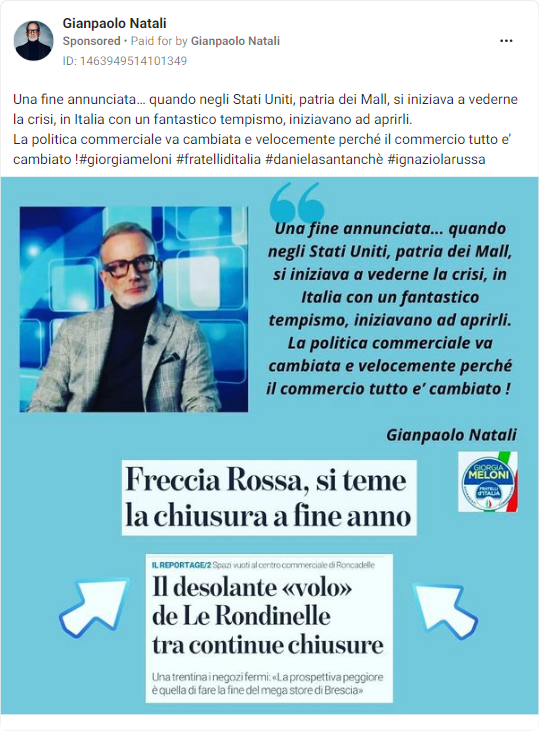 Gianpaolo Natali
Sponsored • Paid for by Gianpaolo Natali
ID: 1463949514101349
Una fine annunciata... quando negli Stati Uniti, patria dei Mall, si iniziava a vederne
la crisi, in Italia con un fantastico tempismo, iniziavano ad aprirli.
La politica commerciale va cambiata e velocemente perché il commercio tutto e'
cambiato !#giorgiameloni #fratelliditalia #danielasantanchè #ignaziolarussa
Una fine annunciata... quando
negli Stati Uniti, patria dei Mall,
si iniziava a vederne la crisi, in
Italia con un fantastico
tempismo, iniziavano ad aprirli.
La politica commerciale va
cambiata e velocemente perché
il commercio tutto e' cambiato !
Gianpaolo Natali
GIORGIA
MELONI
FRATELLI
d'ITALIA
Freccia Rossa, si teme
la chiusura a fine anno
IL REPORTAGE/2 Spazi vuoti al centro commerciale di Roncadelle
Il desolante «volo»
de Le Rondinelle
tra continue chiusure
Una trentina i negozi fermi: «La prospettiva peggiore
è quella di fare la fine del mega store di Brescia»